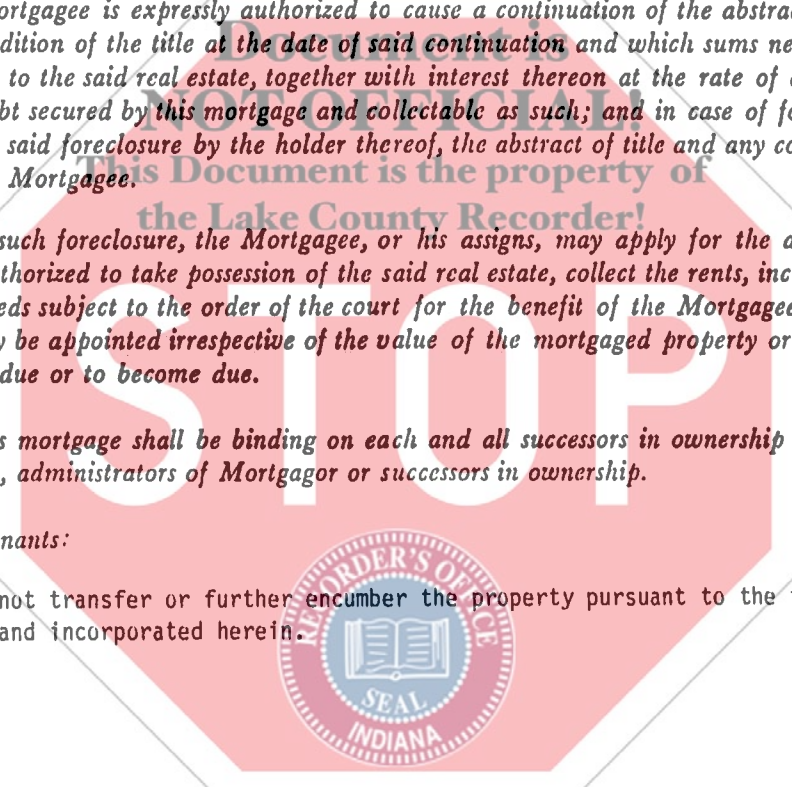 ortgagee is expressly authorized to cause a continuation of the abstrac
dition of the title at the date of said continuation and which sums ne
Document is
to the said real estate, together with interest thereon at the rate of
bt secured by this mortgage and collectable as such; and in case of fo
NOT OFFICIAL!
said foreclosure by the holder thereof, the abstract of title and any co
This Document is the property of
Mortgagee.
the Lake County Recorder!
such foreclosure, the Mortgagee, or his assigns, may apply for the a
thorized to take possession of the said real estate, collect the rents, inc
eds subject to the order of the court for the benefit of the Mortgagee
y be appointed irrespective of the value of the mortgaged property or
due or to become due.
STOP
s mortgage shall be binding on each and all successors in ownership
, administrators of Mortgagor or successors in ownership.
nants:
not transfer or further encumber the property pursuant to the
and incorporated herein.
RECORDER'S OFFICE
SEAL
INDIANA